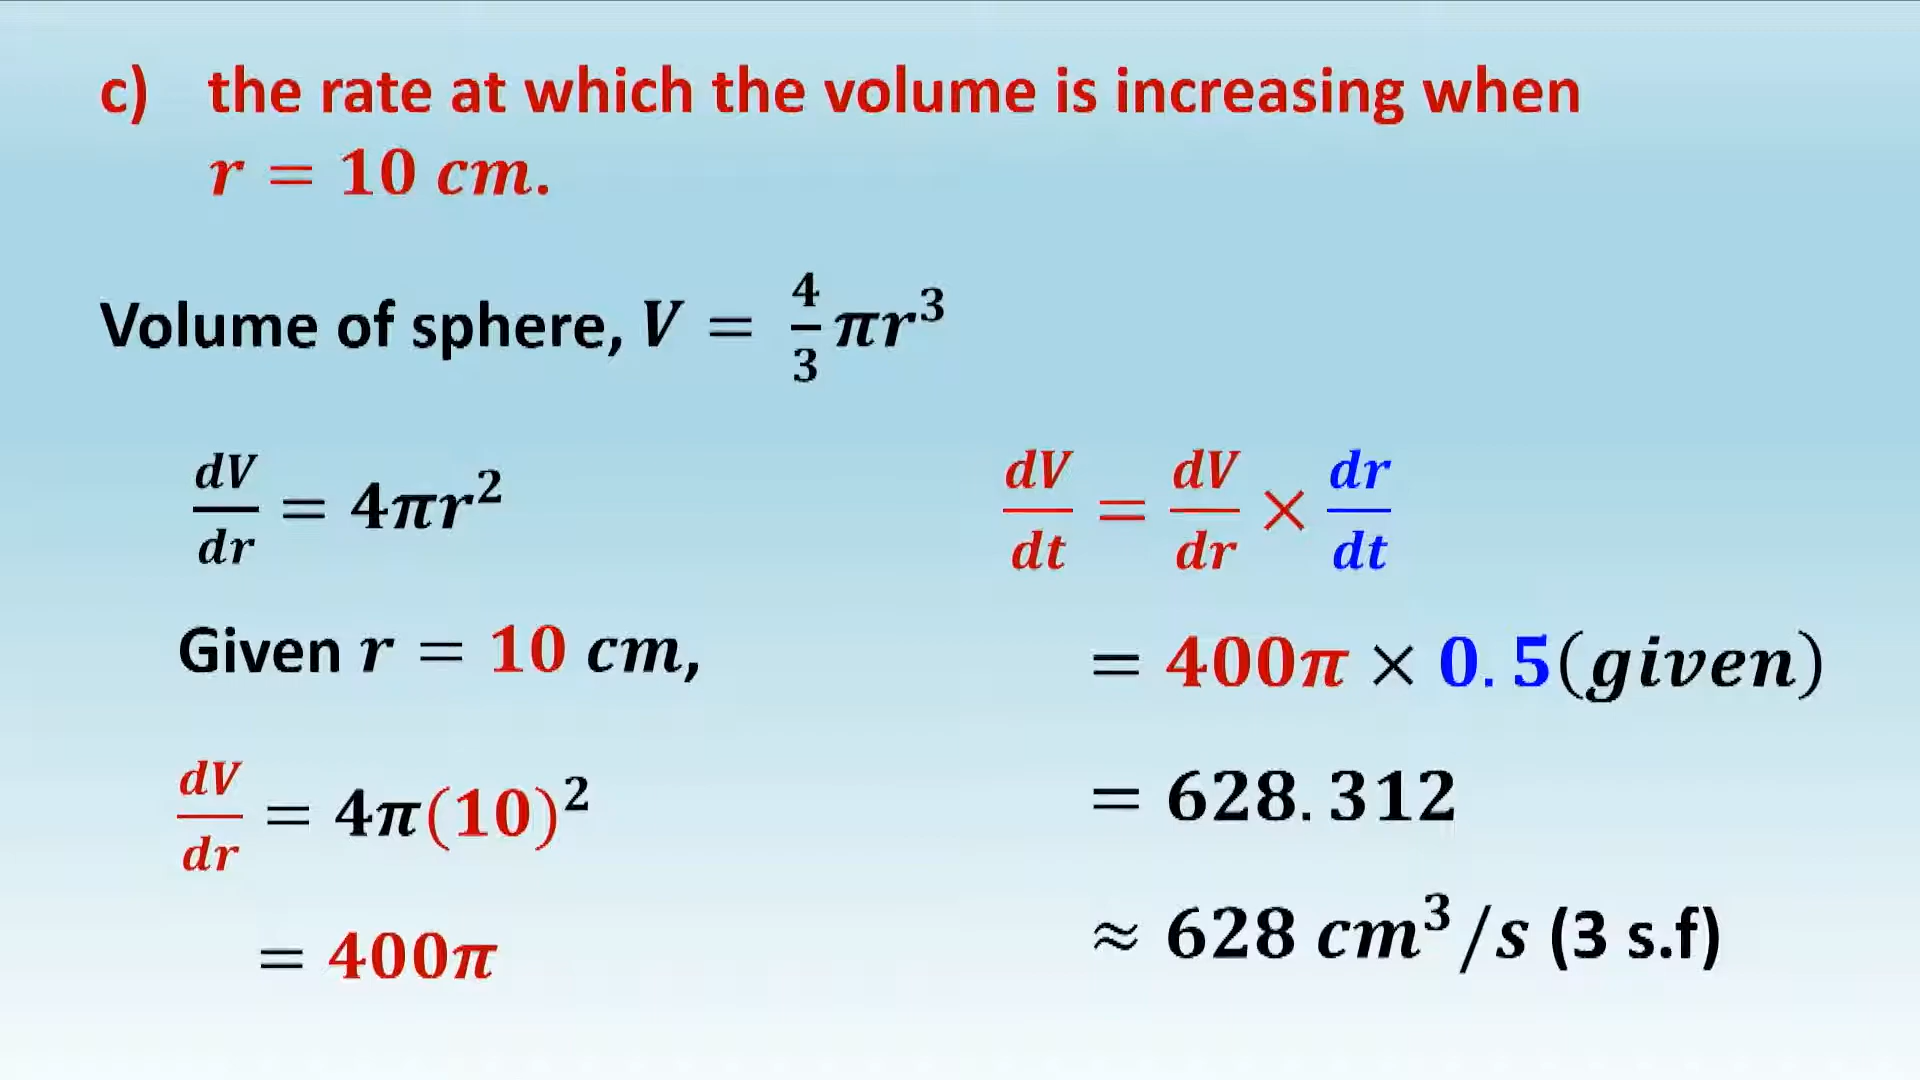 c) the rate at which the volume is increasing when
r = 10 cm.
Volume of sphere, V = 4/3 πr³
dV/dr = 4πr²
Given r = 10 cm,
dV/dr = 4π(10)²
= 400π
dV/dt = dV/dr × dr/dt
= 400π × 0.5(given)
= 628.312
≈ 628 cm³/s (3 s.f)